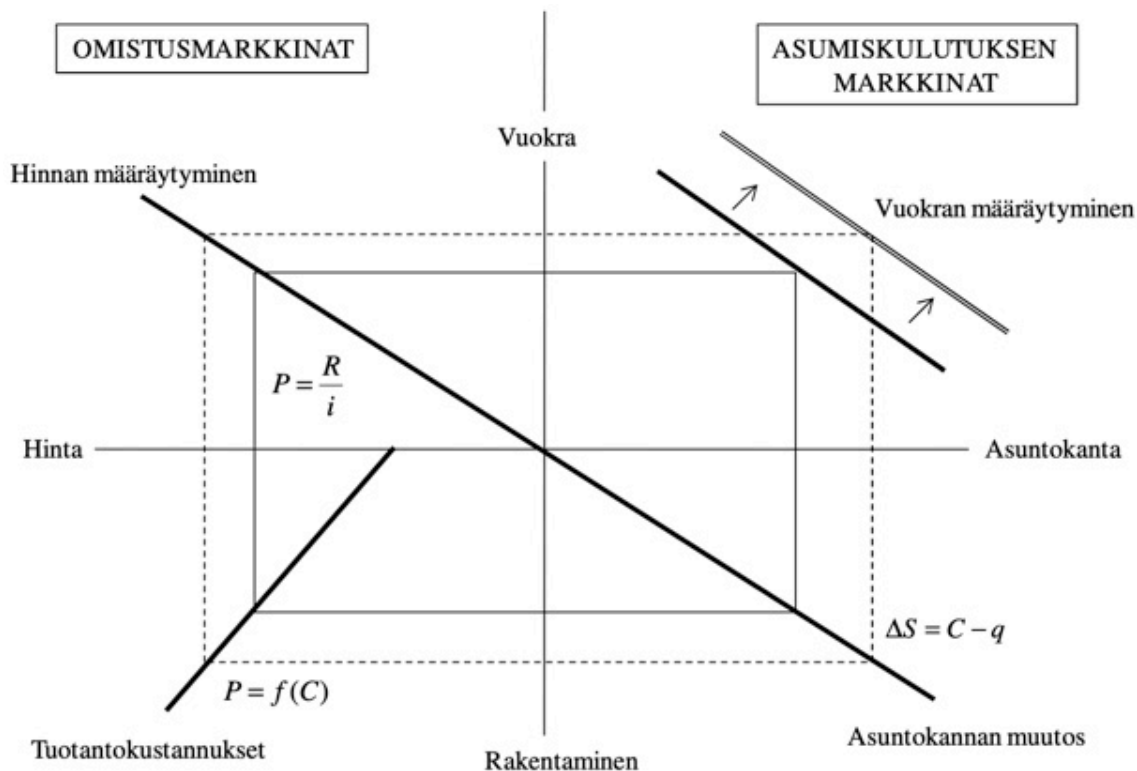 OMISTUSMARKKINAT
ASUMISKULUTUKSEN
MARKKINAT
Vuokra
Hinnan määräytyminen
Vuokran määräytyminen
P = R/i
Hinta
Asuntokanta
ΔS = C − q
P = f(C)
Tuotantokustannukset
Rakentaminen
Asuntokannan muutos